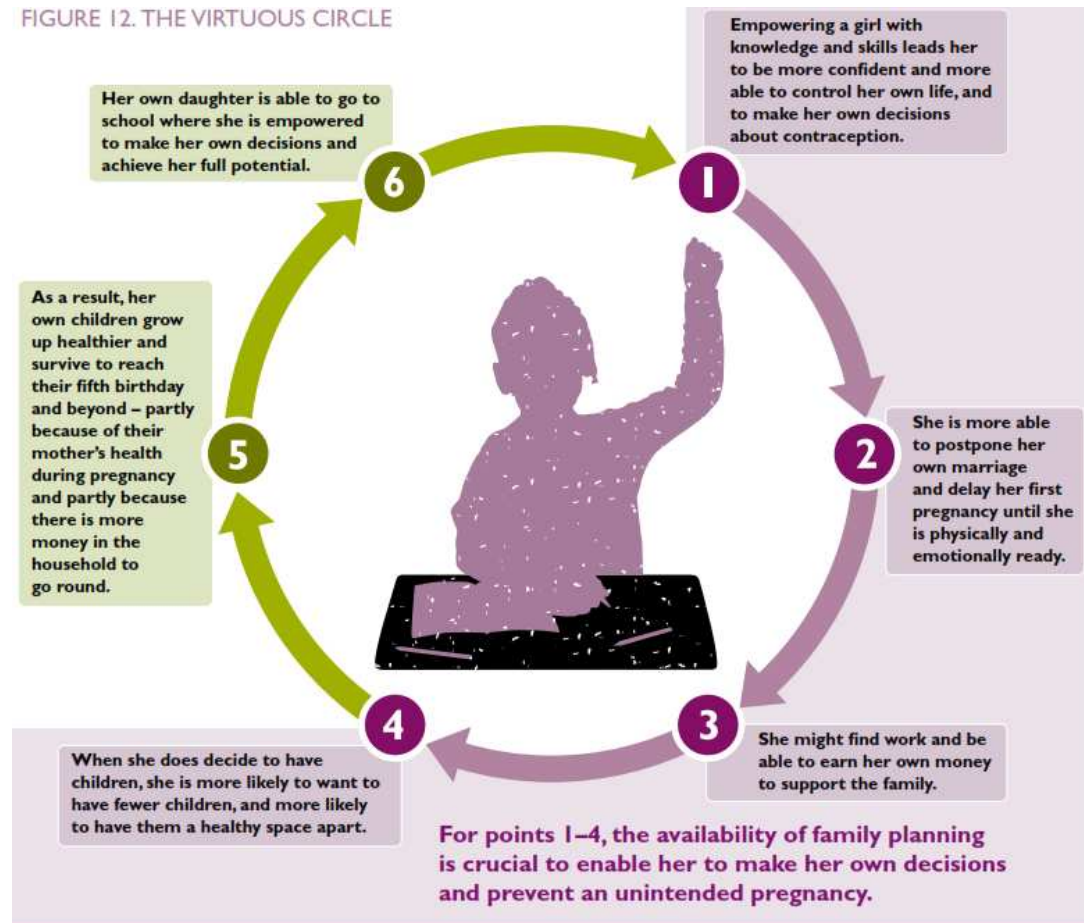 FIGURE 12. THE VIRTUOUS CIRCLE
1
Empowering a girl with
knowledge and skills leads her
to be more confident and more
able to control her own life, and
to make her own decisions
about contraception.
2
She is more able
to postpone her
own marriage
and delay her first
pregnancy until she
is physically and
emotionally ready.
3
She might find work and be
able to earn her own money
to support the family.
4
When she does decide to have
children, she is more likely to want to
have fewer children, and more likely
to have them a healthy space apart.
5
As a result, her
own children grow
up healthier and
survive to reach
their fifth birthday
and beyond – partly
because of their
mother's health
during pregnancy
and partly because
there is more
money in the
household to
go round.
6
Her own daughter is able to go to
school where she is empowered
to make her own decisions and
achieve her full potential.
For points 1–4, the availability of family planning
is crucial to enable her to make her own decisions
and prevent an unintended pregnancy.